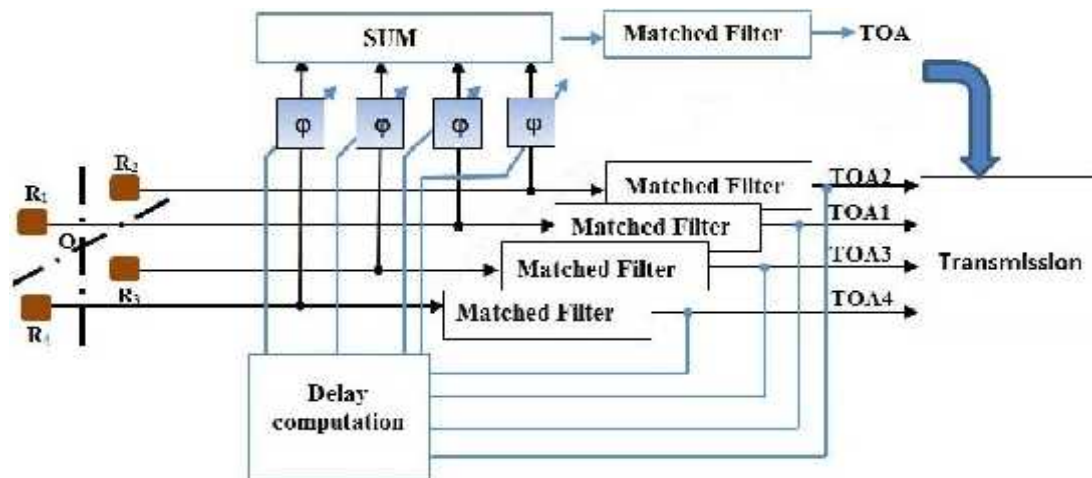 SUM
Matched Filter
TOA
φ φ φ φ
R₂
Matched Filter
TOA2
R₁
Matched Filter
TOA1
O
Matched Filter
TOA3
Transmission
R₃
Matched Filter
TOA4
R₄
Delay
computation